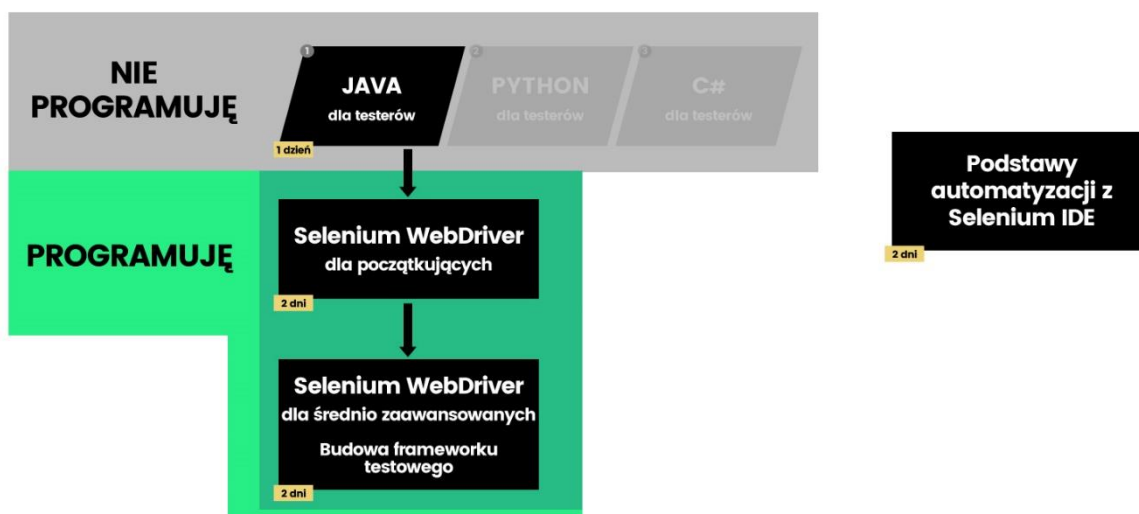 NIE
PROGRAMUJĘ
1
JAVA
dla testerów
1 dzień
2
PYTHON
dla testerów
3
C#
dla testerów
PROGRAMUJĘ
Selenium WebDriver
dla początkujących
2 dni
Selenium WebDriver
dla średnio zaawansowanych
Budowa frameworku
testowego
2 dni
Podstawy
automatyzacji z
Selenium IDE
2 dni